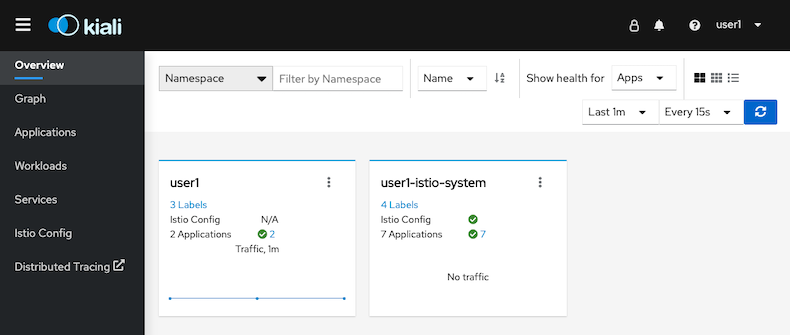 kiali
user1
Overview
Graph
Applications
Workloads
Services
Istio Config
Distributed Tracing
Namespace Filter by Namespace Name Show health for Apps
Last 1m Every 15s
user1
3 Labels
Istio Config N/A
2 Applications 2
Traffic, 1m
user1-istio-system
4 Labels
Istio Config
7 Applications 7
No traffic